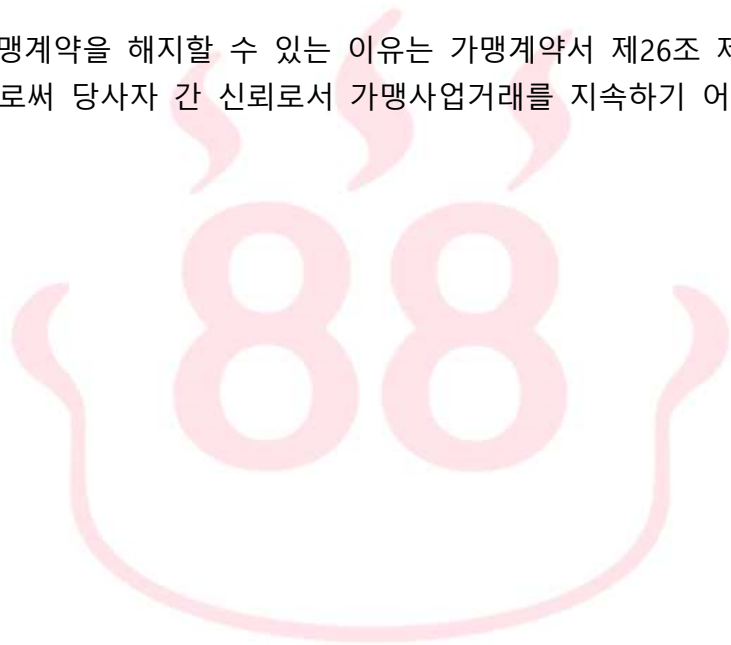 맹계약을 해지할 수 있는 이유는 가맹계약서 제26조 제
로써 당사자 간 신뢰로서 가맹사업거래를 지속하기 어
88